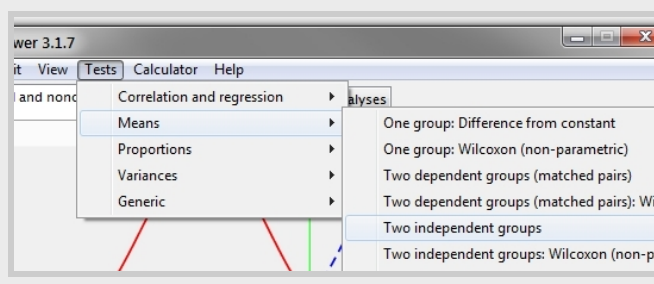 wer 3.1.7
it View Tests Calculator Help
and nonc
alyses
Correlation and regression
Means
Proportions
Variances
Generic
One group: Difference from constant
One group: Wilcoxon (non-parametric)
Two dependent groups (matched pairs)
Two dependent groups (matched pairs): Wi
Two independent groups
Two independent groups: Wilcoxon (non-p